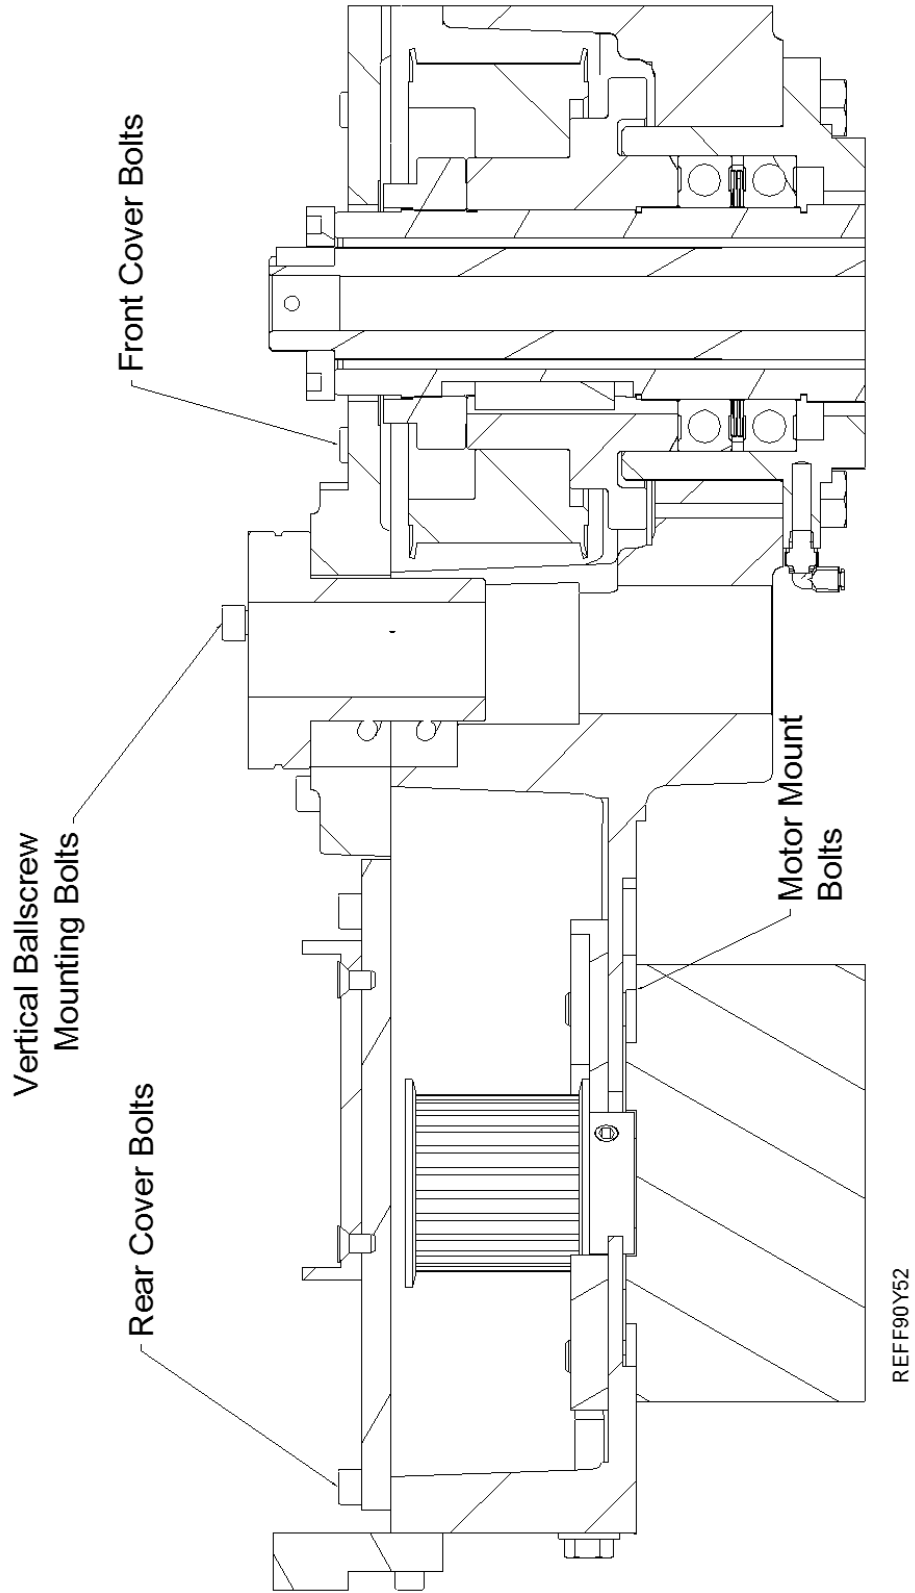 Vertical Ballscrew
Mounting Bolts
Rear Cover Bolts
Front Cover Bolts
Motor Mount
Bolts
REFF90Y52